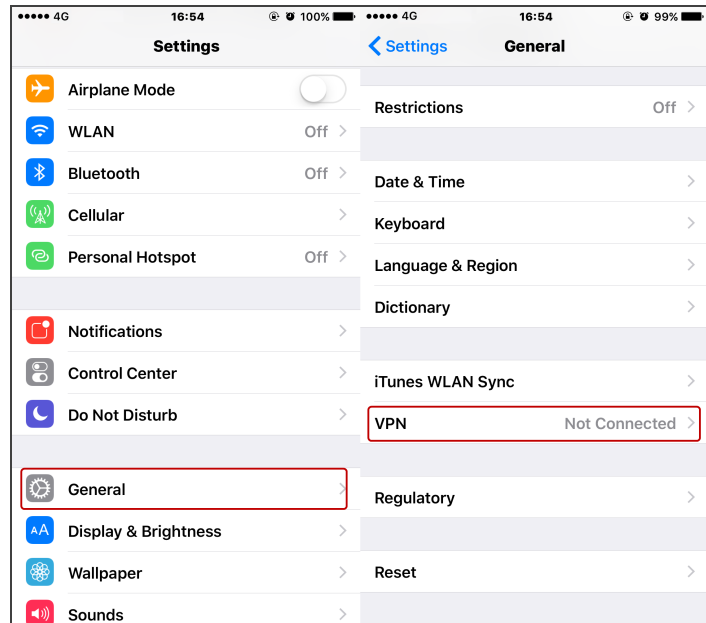 4G 16:54 100%
Settings
Airplane Mode
WLAN Off
Bluetooth Off
Cellular
Personal Hotspot Off
Notifications
Control Center
Do Not Disturb
General
AA Display & Brightness
Wallpaper
Sounds
4G 16:54 99%
Settings General
Restrictions Off
Date & Time
Keyboard
Language & Region
Dictionary
iTunes WLAN Sync
VPN Not Connected
Regulatory
Reset